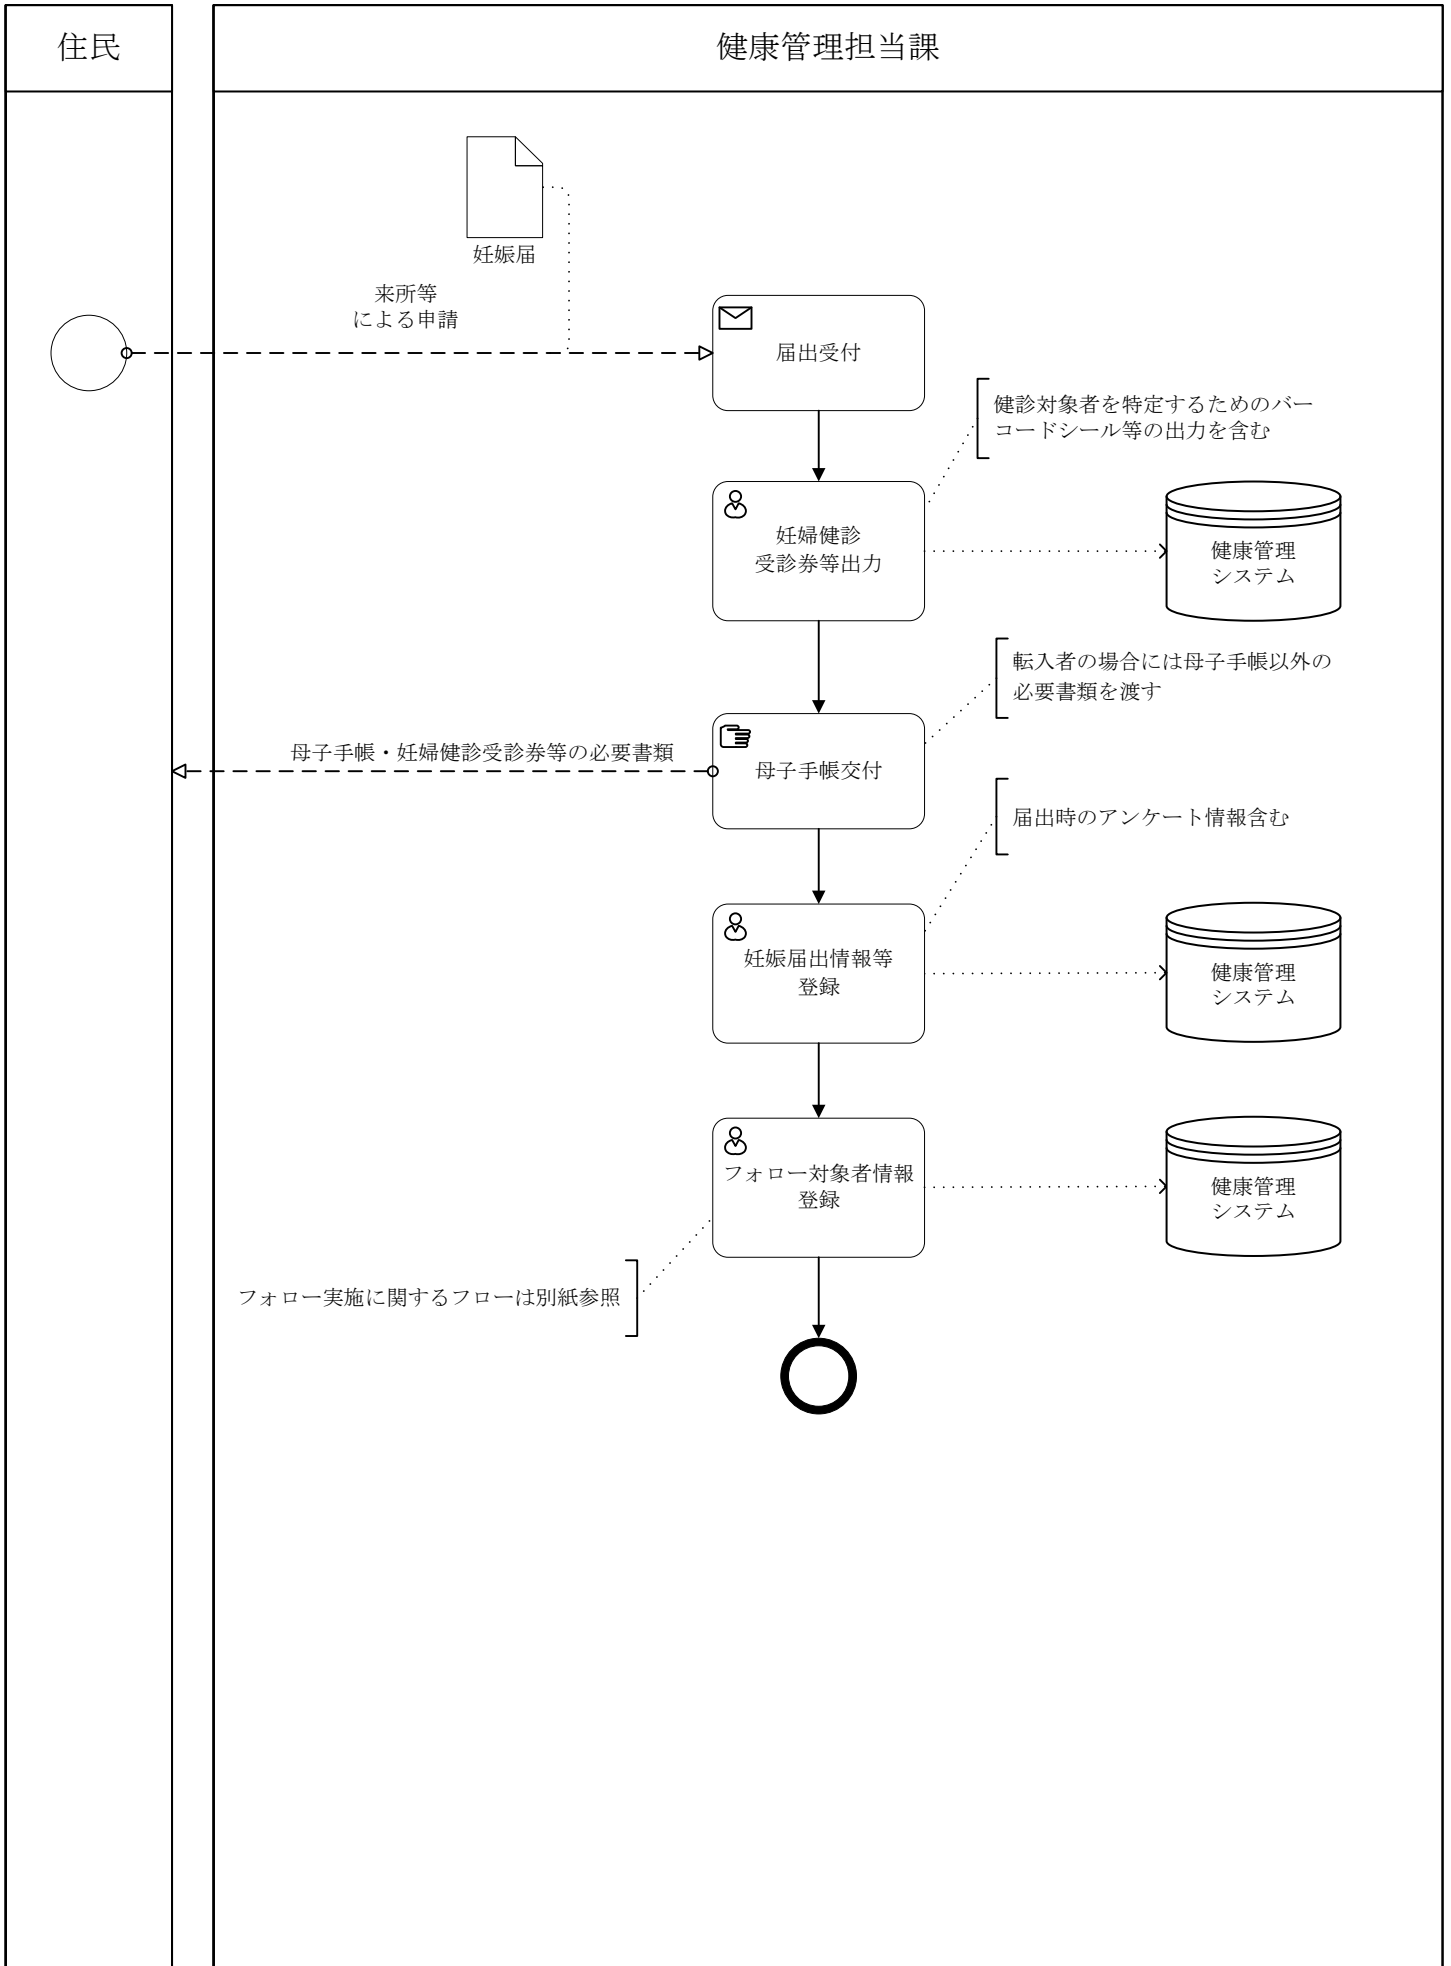 住民
健康管理担当課
妊娠届
来所等
による申請
届出受付
健診対象者を特定するためのバー
コードシール等の出力を含む
妊婦健診
受診券等出力
健康管理
システム
転入者の場合には母子手帳以外の
必要書類を渡す
母子手帳・妊婦健診受診券等の必要書類
母子手帳交付
届出時のアンケート情報含む
妊娠届出情報等
登録
健康管理
システム
フォロー対象者情報
登録
健康管理
システム
フォロー実施に関するフローは別紙参照